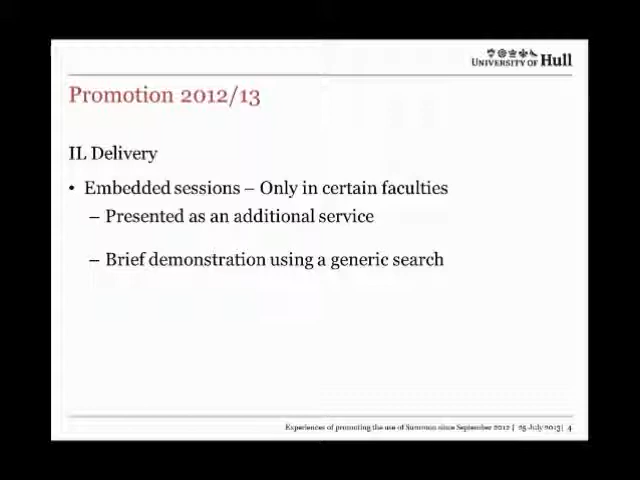 UNIVERSITY OF Hull
Promotion 2012/13
IL Delivery
• Embedded sessions – Only in certain faculties
– Presented as an additional service
– Brief demonstration using a generic search
Experiences of promoting the use of Summon since September 2012 | 25 July 2013 | 4